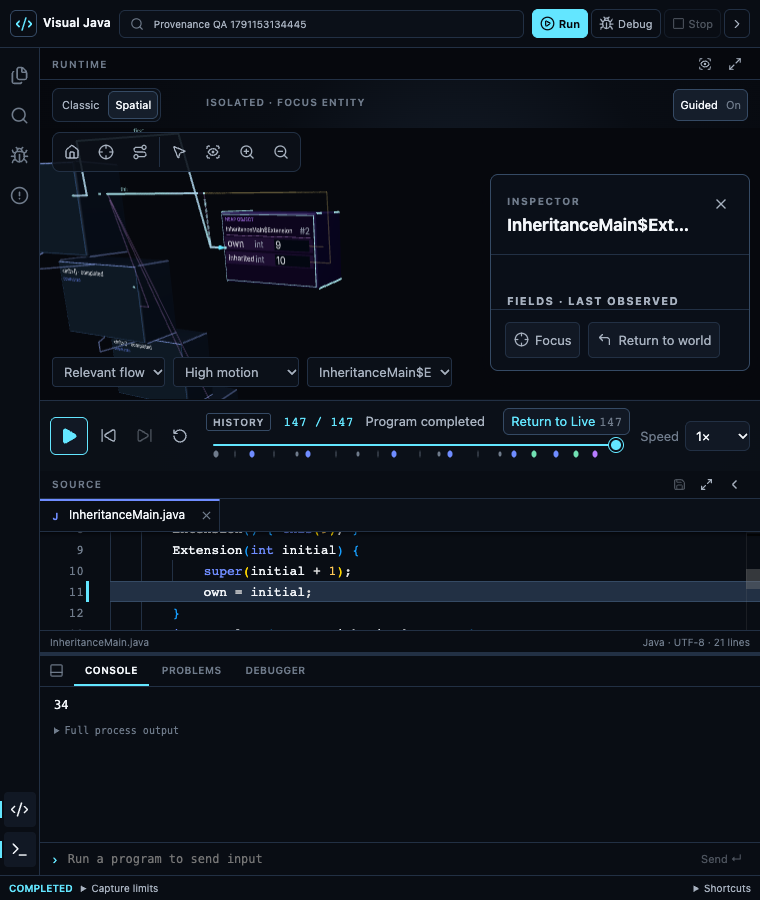 Visual Java
Provenance QA 1791153134445
Run
Debug
Stop
RUNTIME
Classic
Spatial
ISOLATED · FOCUS ENTITY
Guided On
HEAP OBJECT
InheritanceMain$Extension #2
own int 9
Inherited int 10
INSPECTOR
InheritanceMain$Ext...
FIELDS · LAST OBSERVED
Focus
Return to world
Relevant flow
High motion
InheritanceMain$E
HISTORY
147 / 147
Program completed
Return to Live 147
Speed
1×
SOURCE
J InheritanceMain.java
9 Extension(int initial) {
10 super(initial + 1);
11 own = initial;
12 }
InheritanceMain.java
Java · UTF-8 · 21 lines
CONSOLE
PROBLEMS
DEBUGGER
34
Full process output
› Run a program to send input
Send
COMPLETED
Capture limits
Shortcuts